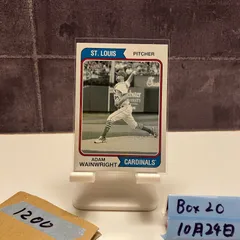 ST. LOUIS
PITCHER
ADAM
WAINWRIGHT
CARDINALS
1200
Box 20
10月24日